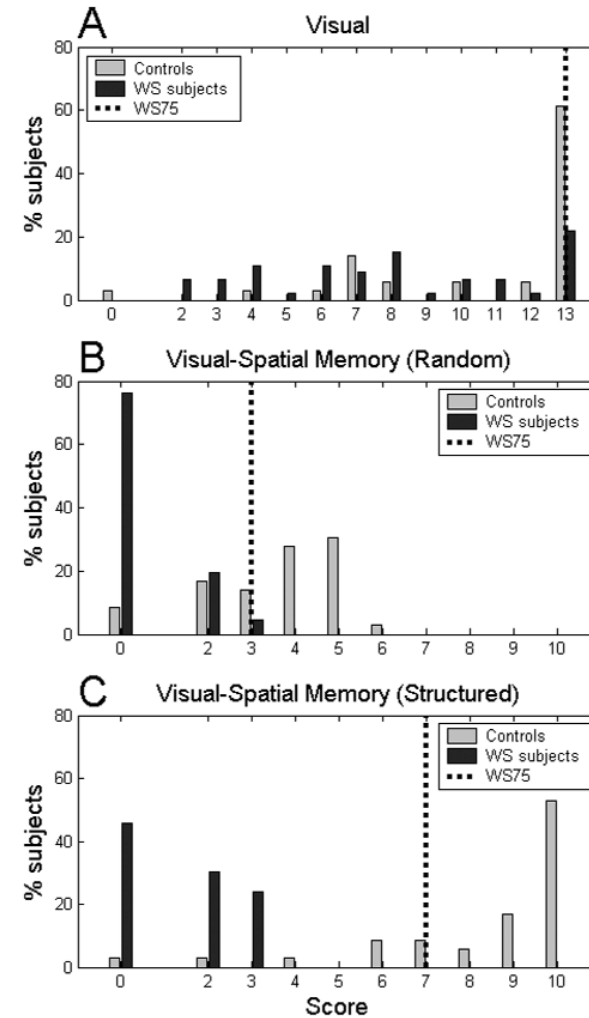 A Visual
80
60
40
20
0
% subjects
Controls
WS subjects
WS75
0 2 3 4 5 6 7 8 9 10 11 12 13
B Visual-Spatial Memory (Random)
80
60
40
20
0
% subjects
Controls
WS subjects
WS75
0 2 3 4 5 6 7 8 9 10
C Visual-Spatial Memory (Structured)
80
60
40
20
0
% subjects
Controls
WS subjects
WS75
0 2 3 4 5 6 7 8 9 10
Score